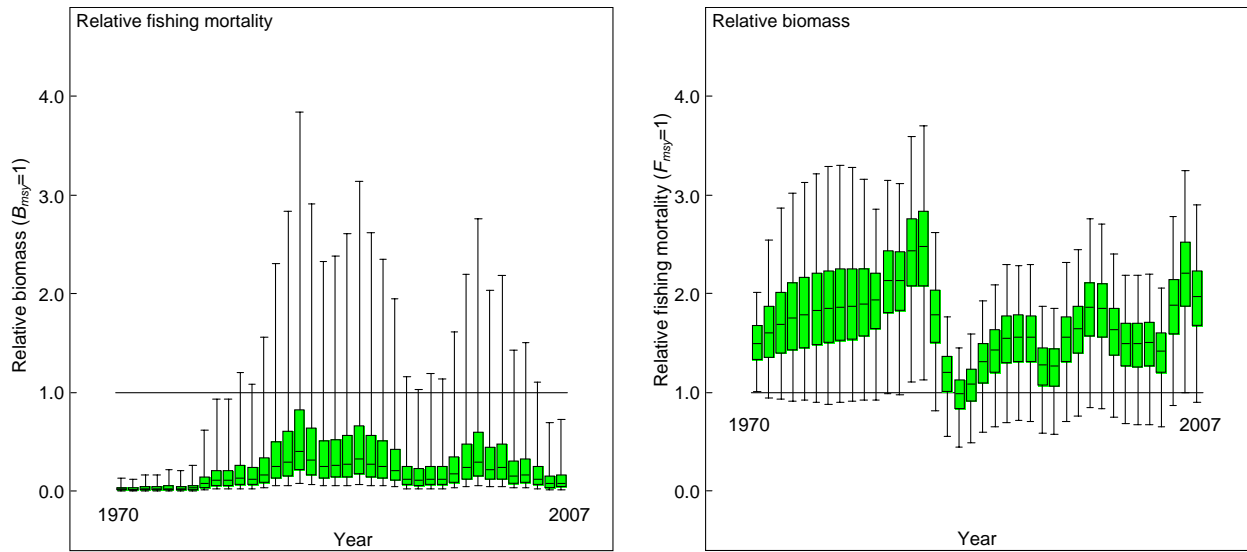 Relative fishing mortality
4.0
3.0
2.0
1.0
0.0
Relative biomass (Bmsy=1)
1970
2007
Year
Relative biomass
4.0
3.0
2.0
1.0
0.0
Relative fishing mortality (Fmsy=1)
1970
2007
Year